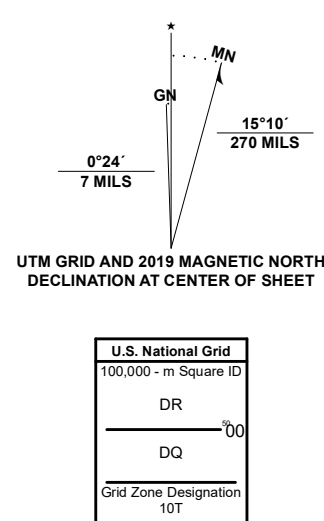 ★
MN
GN
15°10´
270 MILS
0°24´
7 MILS
UTM GRID AND 2019 MAGNETIC NORTH
DECLINATION AT CENTER OF SHEET
U.S. National Grid
100,000 - m Square ID
DR
⁵⁰00
DQ
Grid Zone Designation
10T